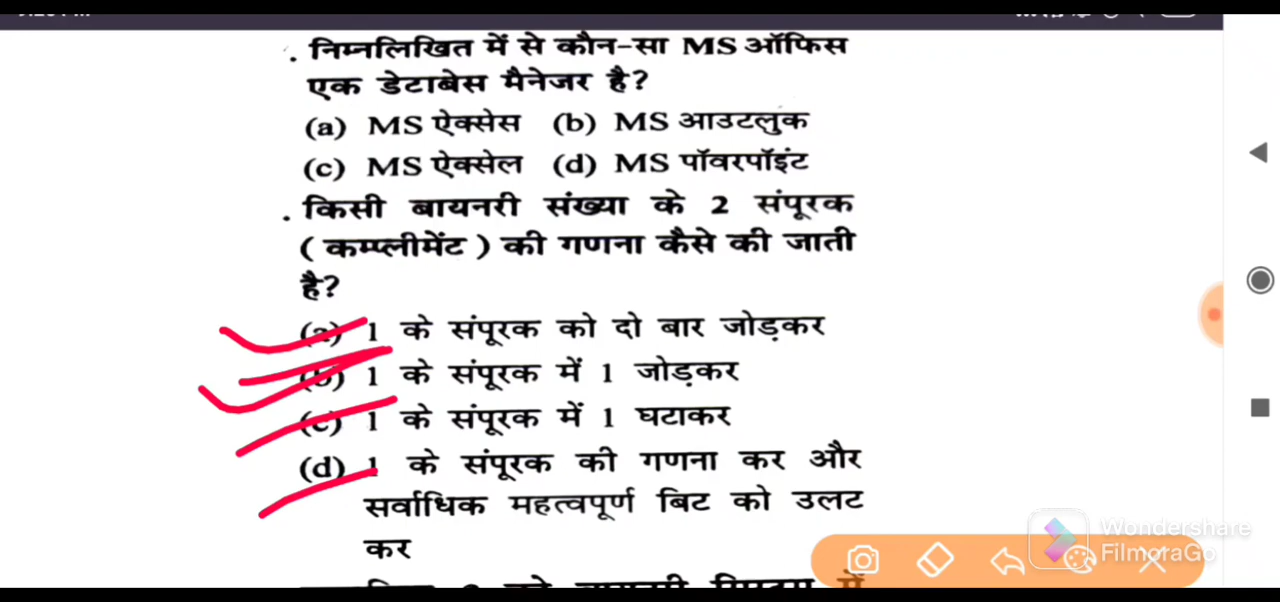 . निम्नलिखित में से कौन-सा MS ऑफिस
एक डेटाबेस मैनेजर है?
(a) MS ऐक्सेस (b) MS आउटलुक
(c) MS ऐक्सेल (d) MS पॉवरपॉइंट
. किसी बायनरी संख्या के 2 संपूरक
( कम्प्लीमेंट ) की गणना कैसे की जाती
है?
(a) 1 के संपूरक को दो बार जोड़कर
(b) 1 के संपूरक में 1 जोड़कर
(c) 1 के संपूरक में 1 घटाकर
(d) 1 के संपूरक की गणना कर और
सर्वाधिक महत्वपूर्ण बिट को उलट
कर
Wondershare
FilmoraGo